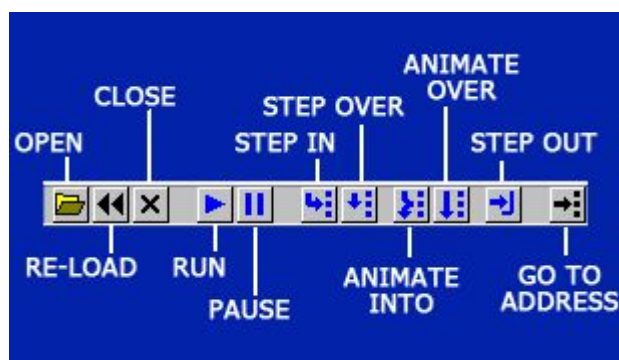 ANIMATE
OVER
CLOSE
STEP OVER
OPEN
STEP IN
STEP OUT
RE-LOAD
RUN
PAUSE
ANIMATE
INTO
GO TO
ADDRESS